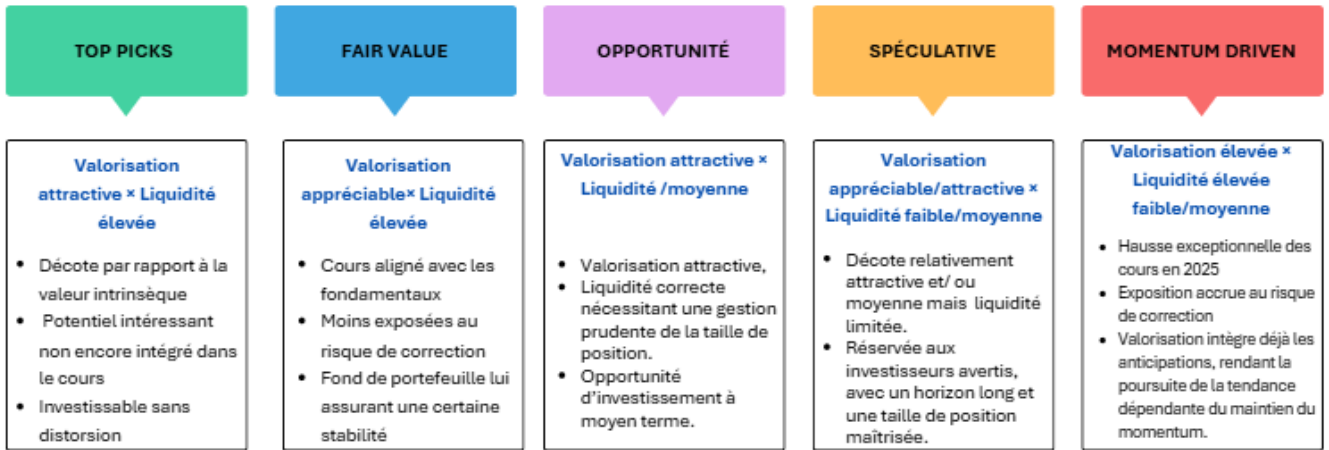 TOP PICKS
Valorisation
attractive × Liquidité
élevée
• Décote par rapport à la
valeur intrinsèque
• Potentiel intéressant
non encore intégré dans
le cours
• Investissable sans
distorsion
FAIR VALUE
Valorisation
appréciable× Liquidité
élevée
• Cours aligné avec les
fondamentaux
• Moins exposées au
risque de correction
• Fond de portefeuille lui
assurant une certaine
stabilité
OPPORTUNITÉ
Valorisation attractive ×
Liquidité /moyenne
• Valorisation attractive,
• Liquidité correcte
nécessitant une gestion
prudente de la taille de
position.
• Opportunité
d'investissement à
moyen terme.
SPÉCULATIVE
Valorisation
appréciable/attractive ×
Liquidité faible/moyenne
• Décote relativement
attractive et/ ou
moyenne mais liquidité
limitée.
• Réservée aux
investisseurs avertis,
avec un horizon long et
une taille de position
maîtrisée.
MOMENTUM DRIVEN
Valorisation élevée ×
Liquidité élevée
faible/moyenne
• Hausse exceptionnelle des
cours en 2025
• Exposition accrue au risque
de correction
• Valorisation intègre déjà les
anticipations, rendant la
poursuite de la tendance
dépendante du maintien du
momentum.